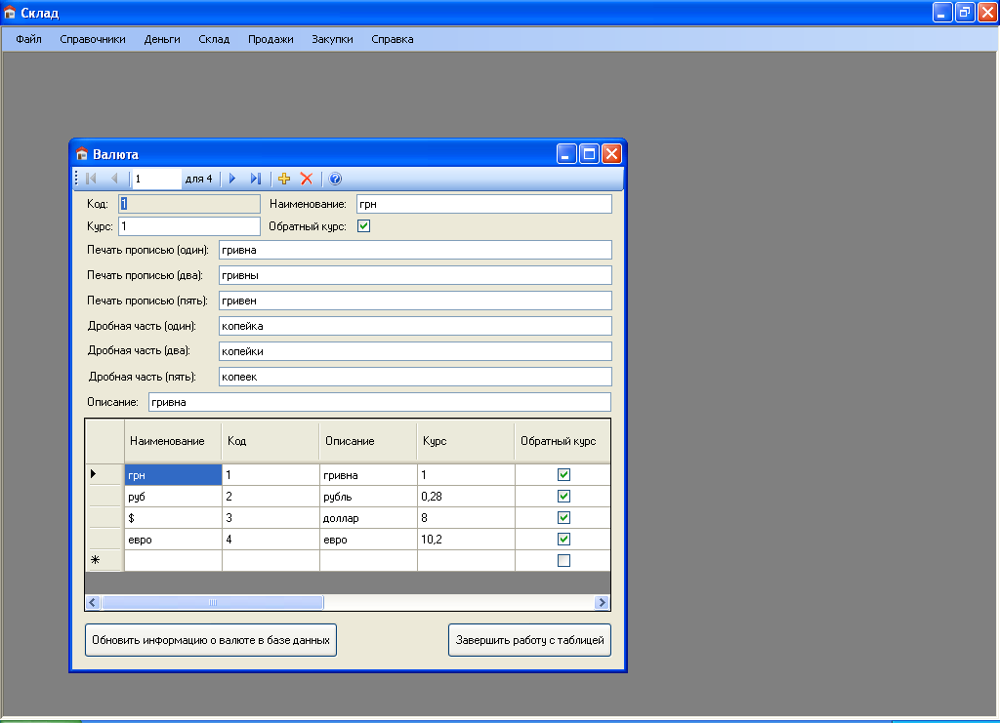 Склад
Файл Справочники Деньги Склад Продажи Закупки Справка
Валюта
1 для 4
Код: 1 Наименование: грн
Курс: 1 Обратный курс:
Печать прописью (один): гривна
Печать прописью (два): гривны
Печать прописью (пять): гривен
Дробная часть (один): копейка
Дробная часть (два): копейки
Дробная часть (пять): копеек
Описание: гривна
Наименование Код Описание Курс Обратный курс
грн 1 гривна 1
руб 2 рубль 0,28
$ 3 доллар 8
евро 4 евро 10,2
Обновить информацию о валюте в базе данных Завершить работу с таблицей